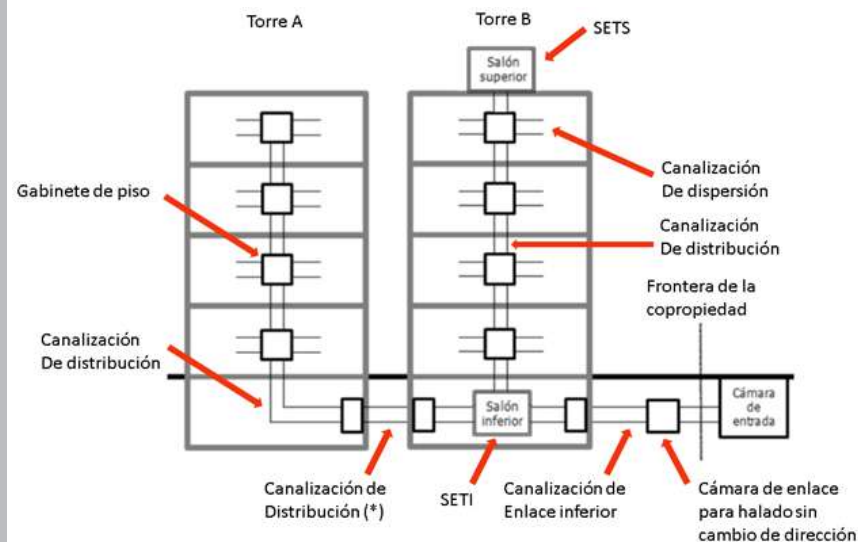 Torre A
Torre B
SETS
Salón
superior
Canalización
De dispersión
Gabinete de piso
Canalización
De distribución
Frontera de la
copropiedad
Canalización
De distribución
Salón
inferior
Cámara
de
entrada
Canalización de
Distribución (*)
SETI
Canalización de
Enlace inferior
Cámara de enlace
para halado sin
cambio de dirección